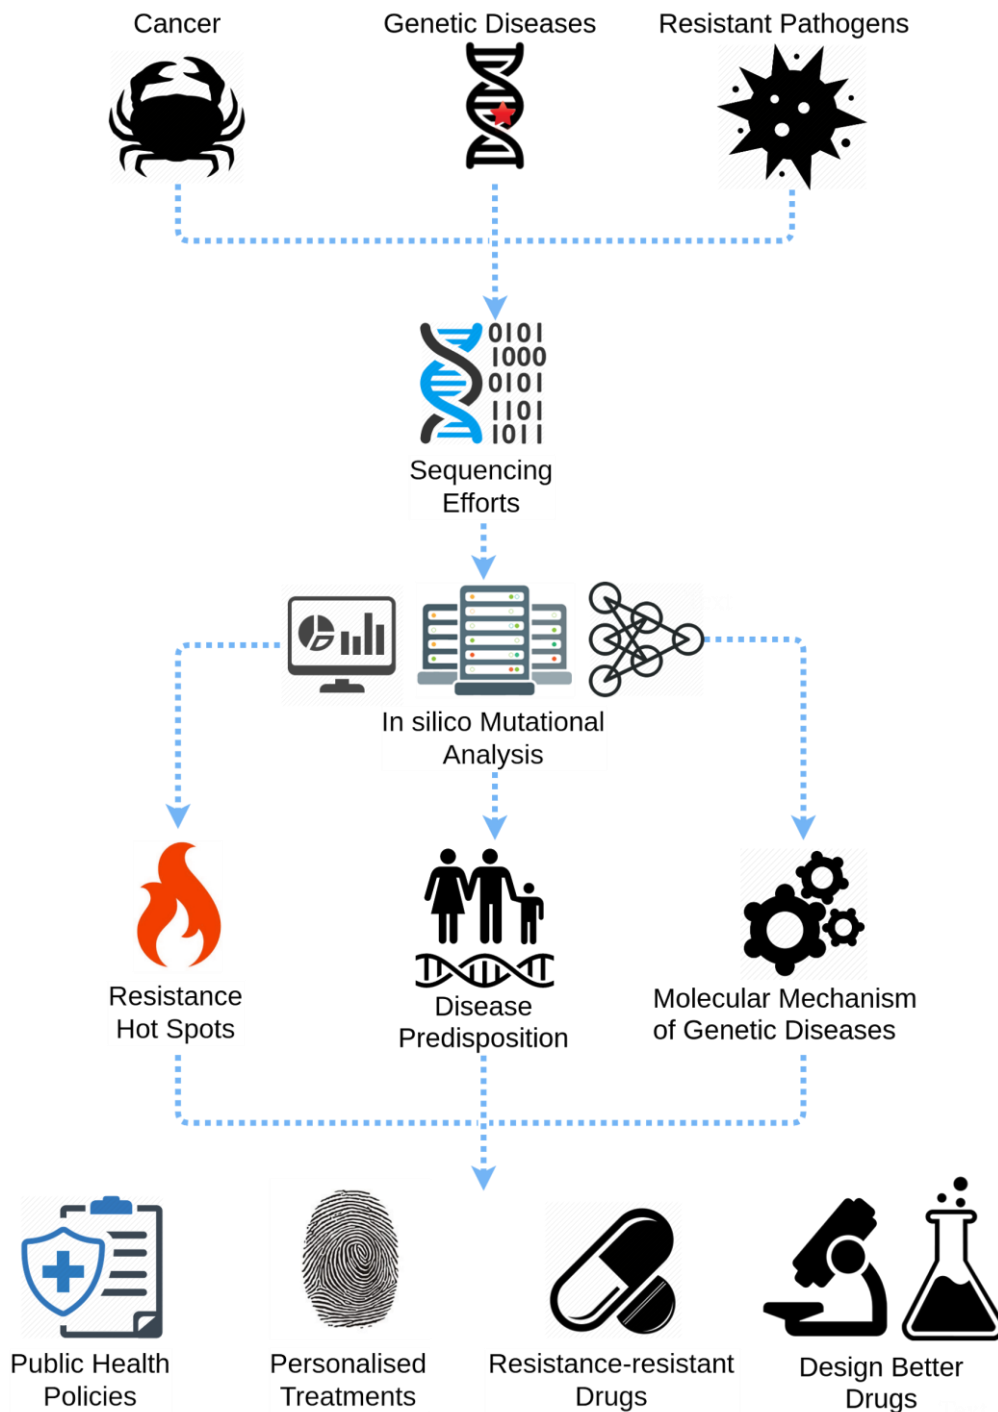 Cancer
Genetic Diseases
Resistant Pathogens
0101
1000
0101
1101
1011
Sequencing
Efforts
In silico Mutational
Analysis
Resistance
Hot Spots
Disease
Predisposition
Molecular Mechanism
of Genetic Diseases
Public Health
Policies
Personalised
Treatments
Resistance-resistant
Drugs
Design Better
Drugs